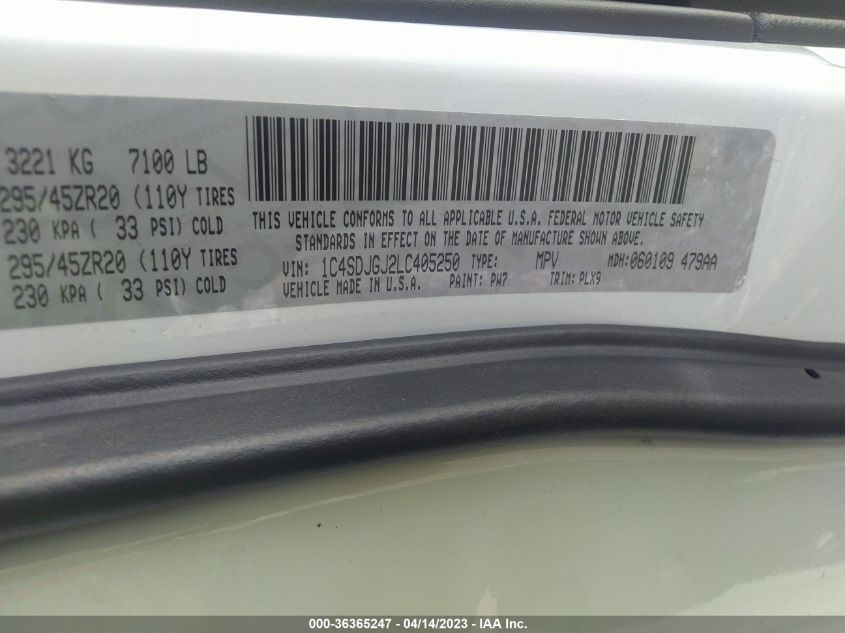 3221 KG 7100 LB
295/45ZR20 (110Y TIRES
230 KPA ( 33 PSI) COLD
295/45ZR20 (110Y TIRES
230 KPA ( 33 PSI) COLD
THIS VEHICLE CONFORMS TO ALL APPLICABLE U.S.A. FEDERAL MOTOR VEHICLE SAFETY
STANDARDS IN EFFECT ON THE DATE OF MANUFACTURE SHOWN ABOVE.
VIN: 1C4SDJGJ2LC405250 TYPE: MPV MDH:060109 479AA
VEHICLE MADE IN U.S.A. PAINT: PW7 TRIM: PLX9
000-36365247 - 04/14/2023 - IAA Inc.